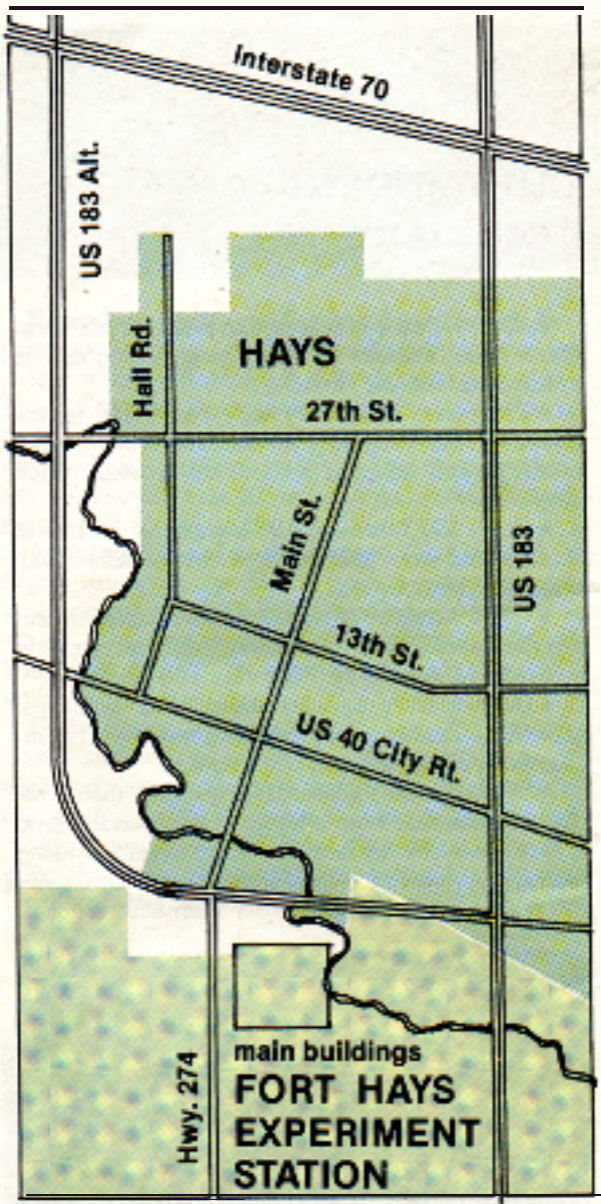 Interstate 70
US 183 Alt.
HAYS
Hall Rd.
27th St.
Main St.
US 183
13th St.
US 40 City Rt.
main buildings
Hwy. 274
FORT HAYS
EXPERIMENT
STATION